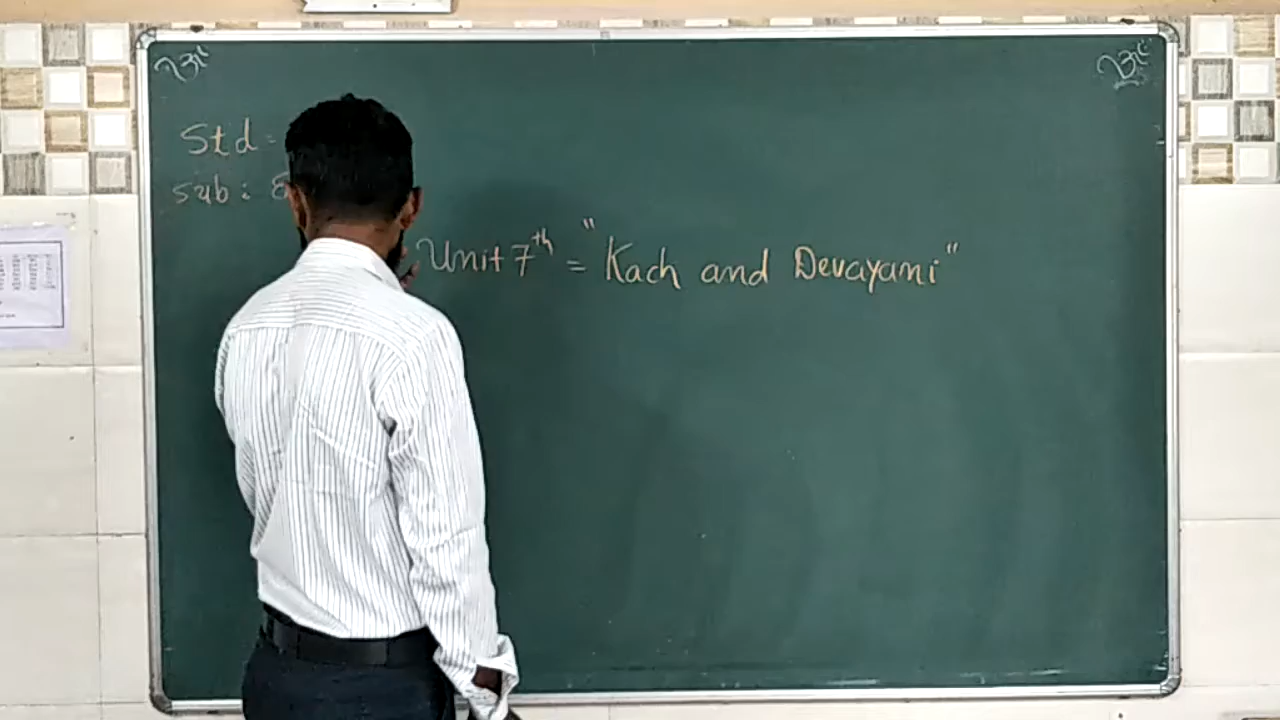 Std =
Sub :
Unit 7th = "Kach and Devayani"